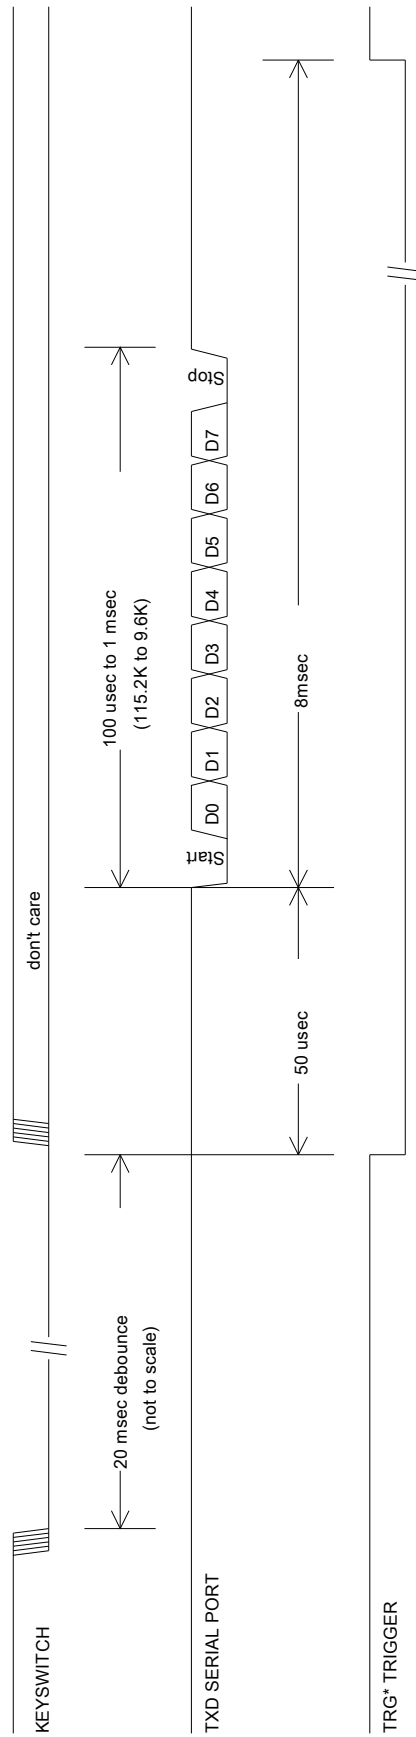 KEYSWITCH
don't care
20 msec debounce
(not to scale)
100 usec to 1 msec
(115.2K to 9.6K)
TXD SERIAL PORT
Start D0 D1 D2 D3 D4 D5 D6 D7 Stop
50 usec
8msec
TRG* TRIGGER